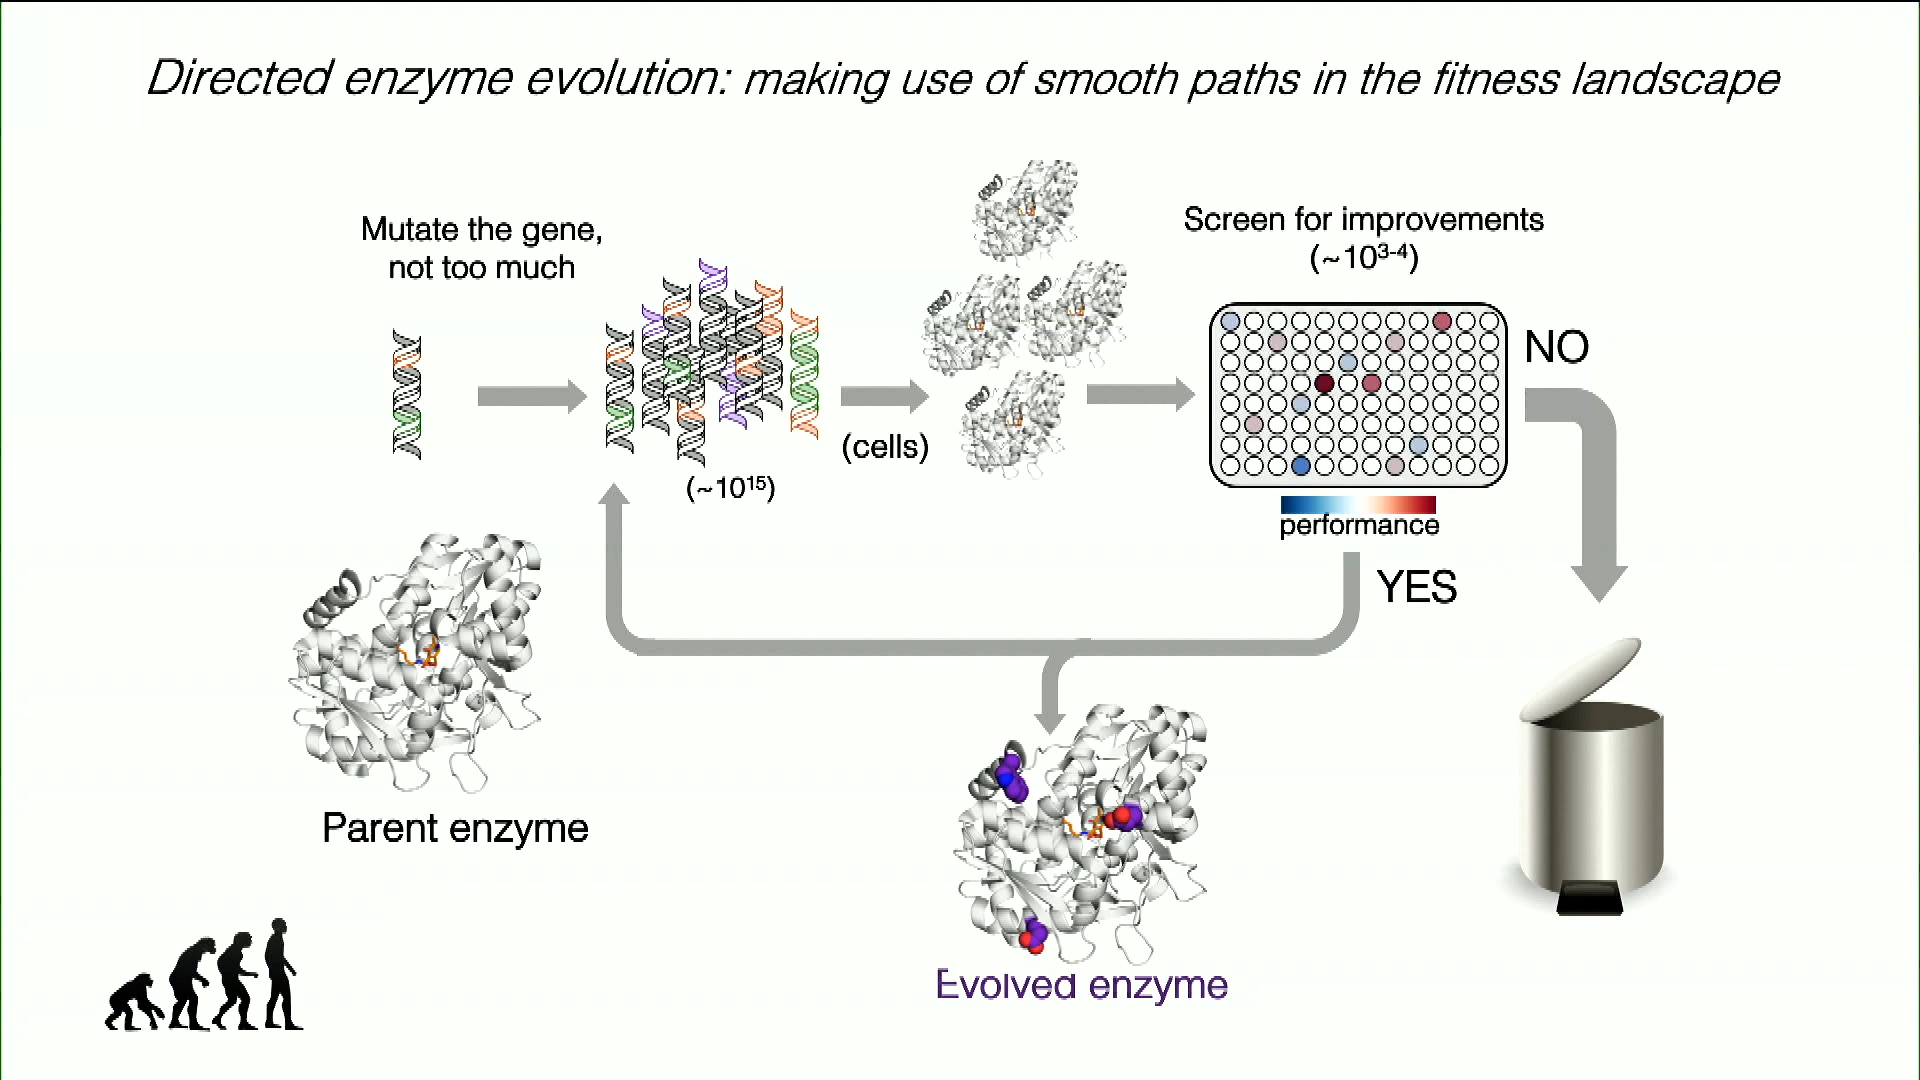 Directed enzyme evolution: making use of smooth paths in the fitness landscape
Mutate the gene,
not too much
(~10¹⁵)
(cells)
Screen for improvements
(~10³⁻⁴)
performance
NO
YES
Parent enzyme
Evolved enzyme